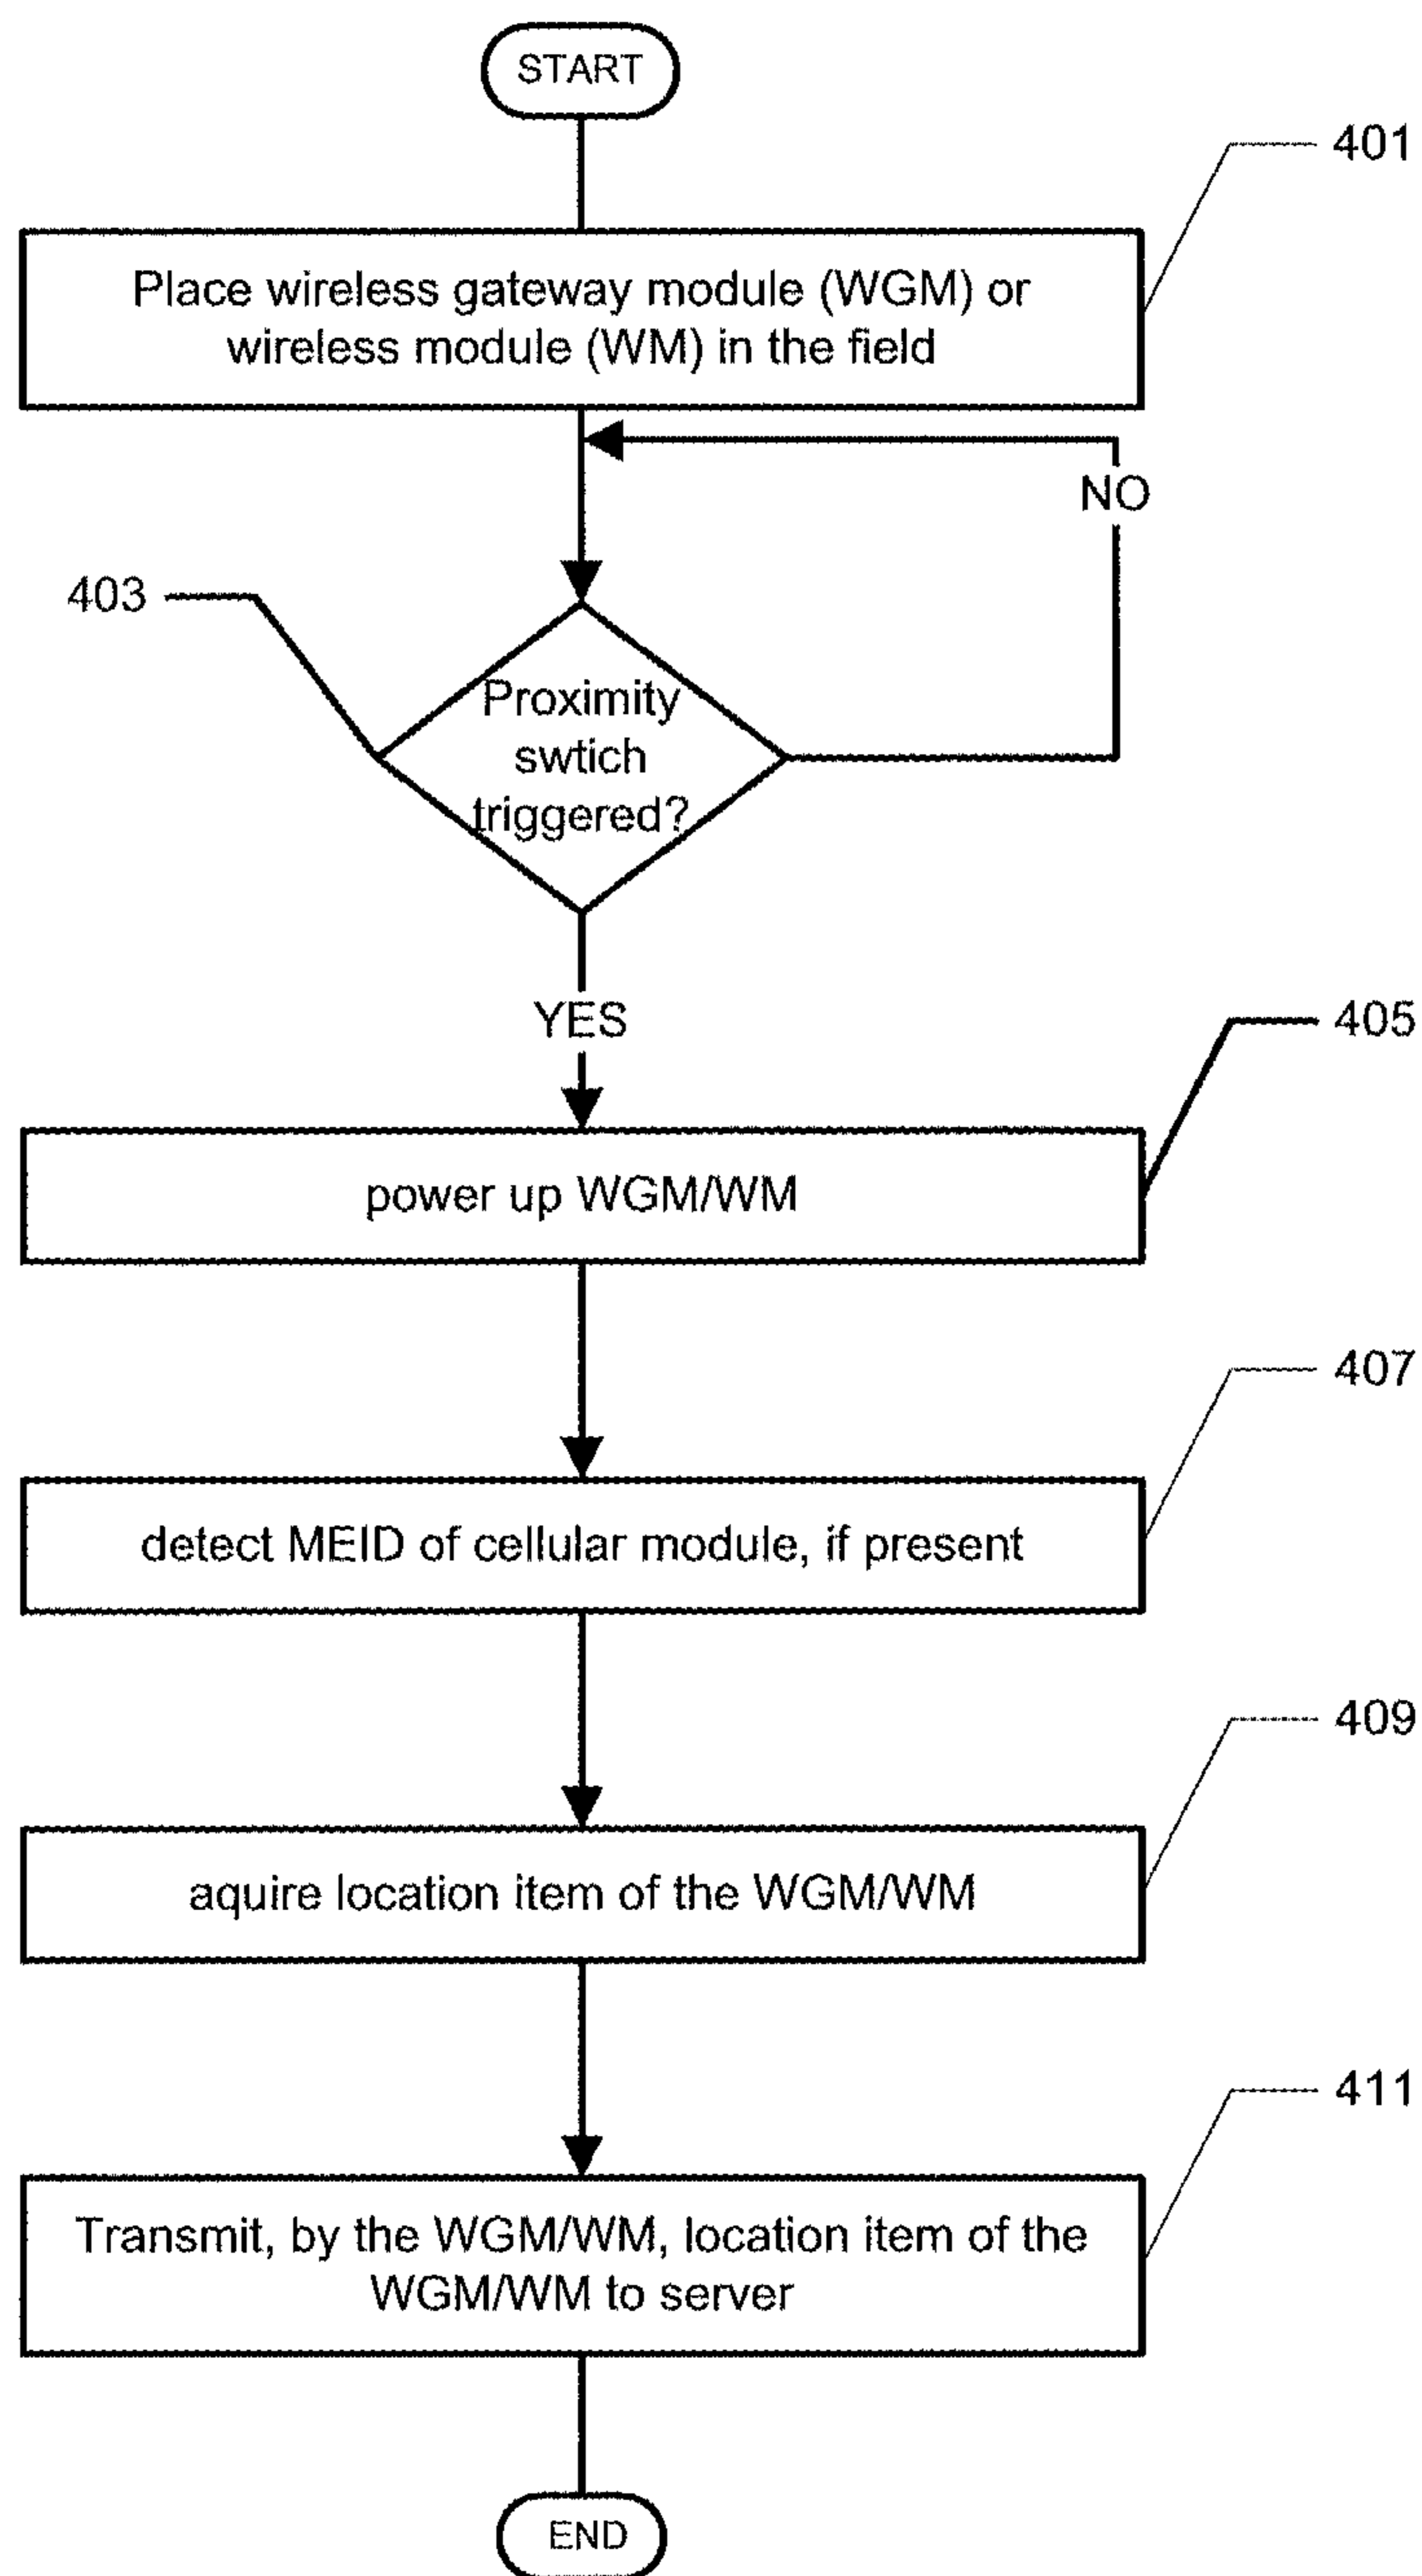 START
401
Place wireless gateway module (WGM) or
wireless module (WM) in the field
NO
403
Proximity
swtich
triggered?
YES
405
power up WGM/WM
407
detect MEID of cellular module, if present
409
aquire location item of the WGM/WM
411
Transmit, by the WGM/WM, location item of the
WGM/WM to server
END